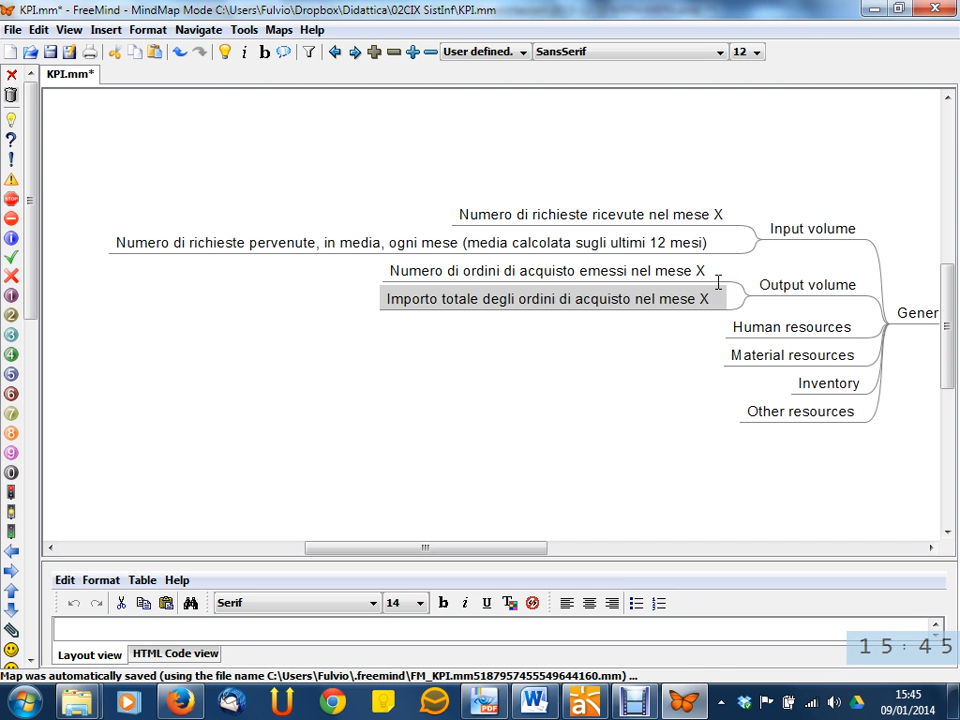 KPI.mm* - FreeMind - MindMap Mode C:\Users\Fulvio\Dropbox\Didattica\02CIX SistInf\KPI.mm
File Edit View Insert Format Navigate Tools Maps Help
User defined. SansSerif 12
KPI.mm*
Numero di richieste ricevute nel mese X
Input volume
Numero di richieste pervenute, in media, ogni mese (media calcolata sugli ultimi 12 mesi)
Numero di ordini di acquisto emessi nel mese X
Output volume
Importo totale degli ordini di acquisto nel mese X
Gener
Human resources
Material resources
Inventory
Other resources
Edit Format Table Help
Serif 14
Layout view HTML Code view
15:45
Map was automatically saved (using the file name C:\Users\Fulvio\.freemind\FM_KPI.mm5187955745554964​4160.mm) ...
15:45
09/01/2014